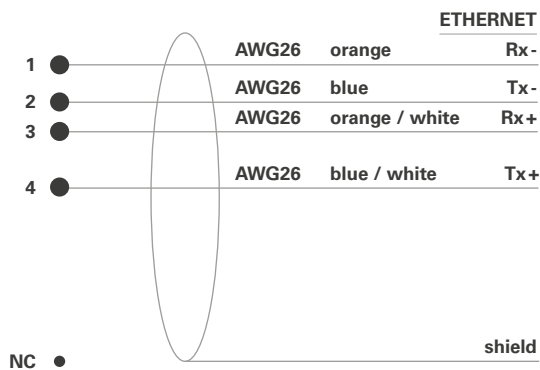 ETHERNET
1 AWG26 orange Rx-
2 AWG26 blue Tx-
3 AWG26 orange / white Rx+
4 AWG26 blue / white Tx+
shield
NC